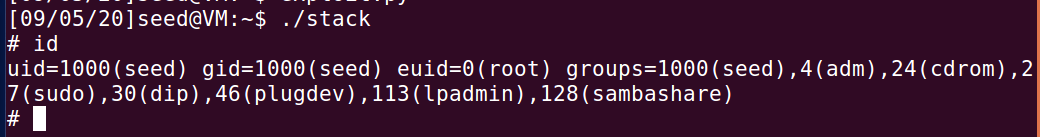 [09/05/20]seed@VM:~$ ./stack
# id
uid=1000(seed) gid=1000(seed) euid=0(root) groups=1000(seed),4(adm),24(cdrom),2
7(sudo),30(dip),46(plugdev),113(lpadmin),128(sambashare)
#